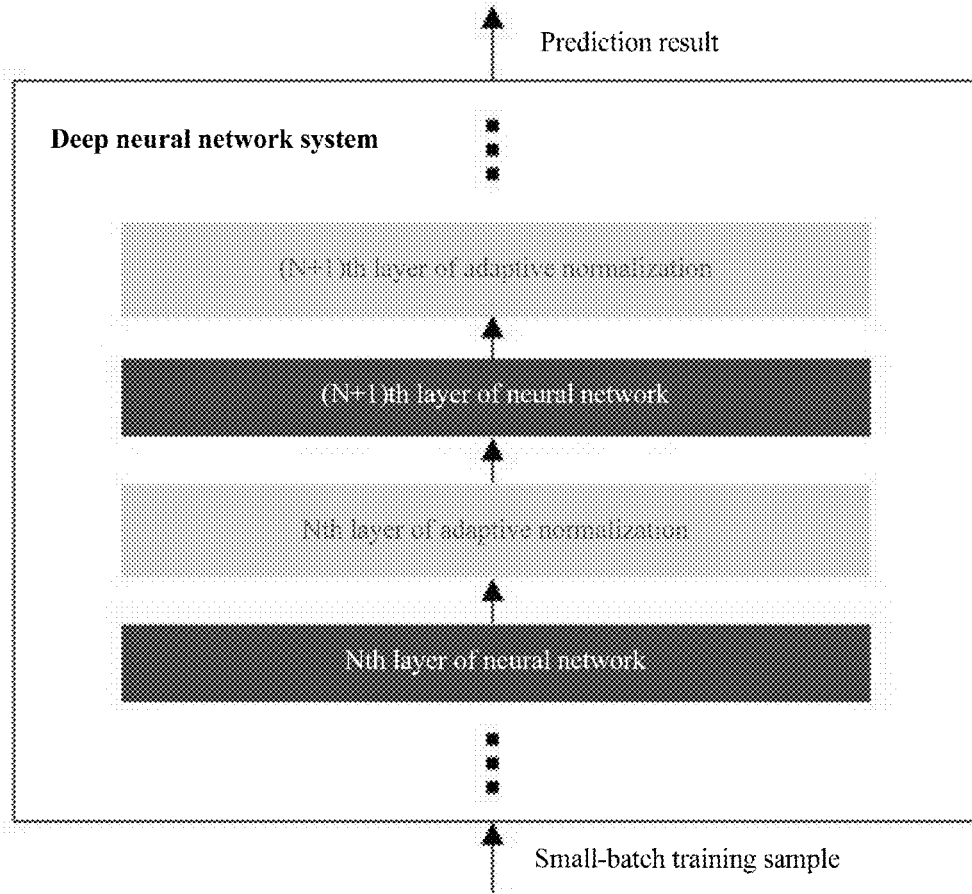 Prediction result
Deep neural network system
(N+1)th layer of adaptive normalization
(N+1)th layer of neural network
Nth layer of adaptive normalization
Nth layer of neural network
Small-batch training sample